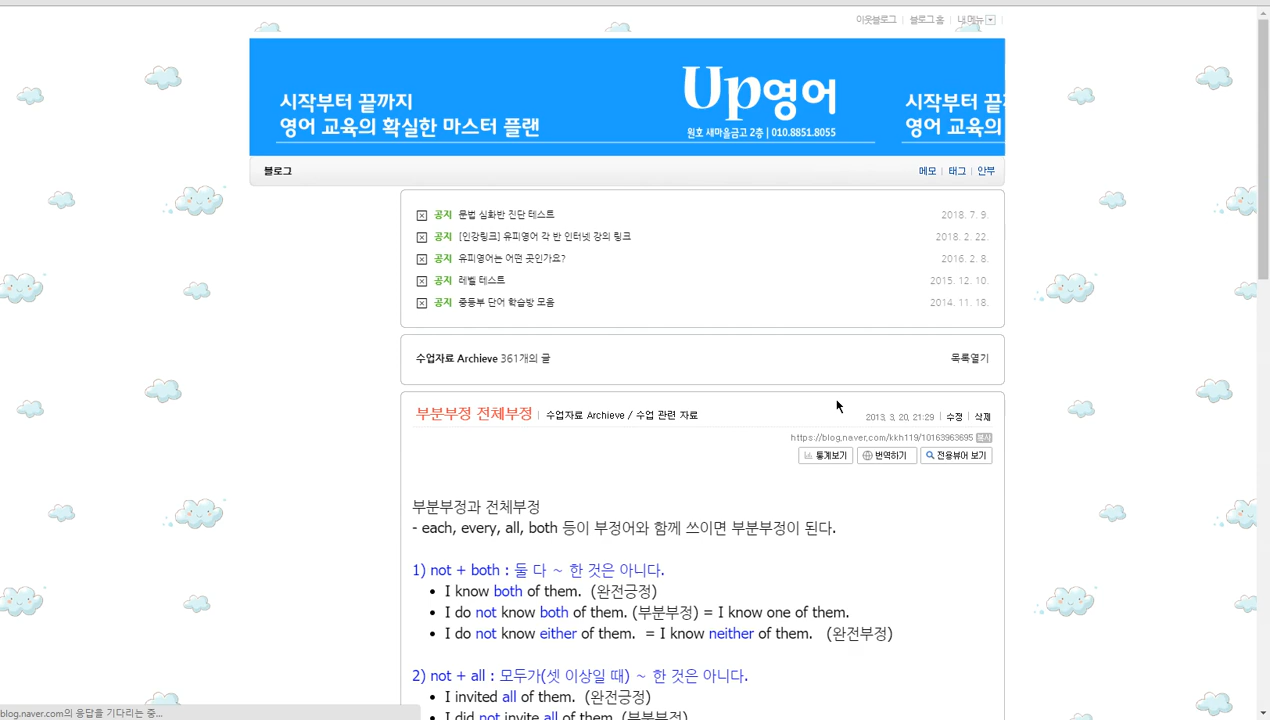 이웃블로그 | 블로그홈 | 내메뉴
시작부터 끝까지
영어 교육의 확실한 마스터 플랜
Up영어
원호 새마을금고 2층 | 010.8851.8055
시작부터 끝
영어 교육의
블로그
메모 | 태그 | 안부
공지 문법 심화반 진단 테스트 2018. 7. 9.
공지 [인강링크] 유피영어 각 반 인터넷 강의 링크 2018. 2. 22.
공지 유피영어는 어떤 곳인가요? 2016. 2. 8.
공지 레벨 테스트 2015. 12. 10.
공지 중등부 단어 학습방 모음 2014. 11. 18.
수업자료 Archieve 361개의 글 목록열기
부분부정 전체부정 | 수업자료 Archieve / 수업 관련 자료 2013. 3. 20. 21:29 | 수정 | 삭제
https://blog.naver.com/kkh119/10163963695 복사
통계보기 번역하기 전용뷰어 보기
부분부정과 전체부정
- each, every, all, both 등이 부정어와 함께 쓰이면 부분부정이 된다.
1) not + both : 둘 다 ~ 한 것은 아니다.
• I know both of them. (완전긍정)
• I do not know both of them. (부분부정) = I know one of them.
• I do not know either of them. = I know neither of them. (완전부정)
2) not + all : 모두가(셋 이상일 때) ~ 한 것은 아니다.
• I invited all of them. (완전긍정)
• I did not invite all of them. (부분부정)
blog.naver.com의 응답을 기다리는 중...